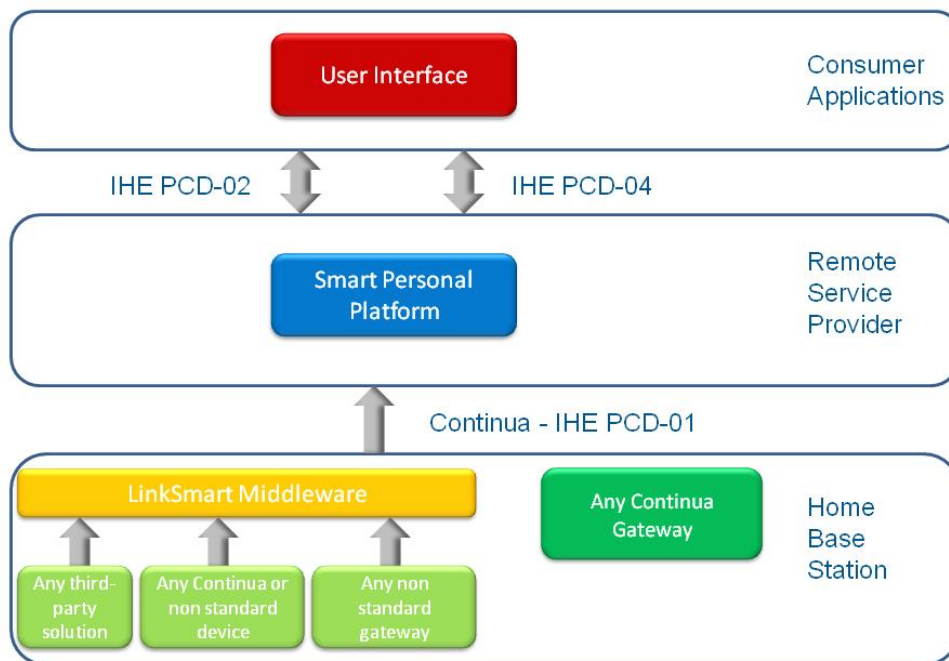 User Interface
Consumer
Applications
IHE PCD-02
IHE PCD-04
Smart Personal
Platform
Remote
Service
Provider
Continua - IHE PCD-01
LinkSmart Middleware
Any Continua
Gateway
Home
Base
Station
Any third-
party
solution
Any Continua or
non standard
device
Any non
standard
gateway